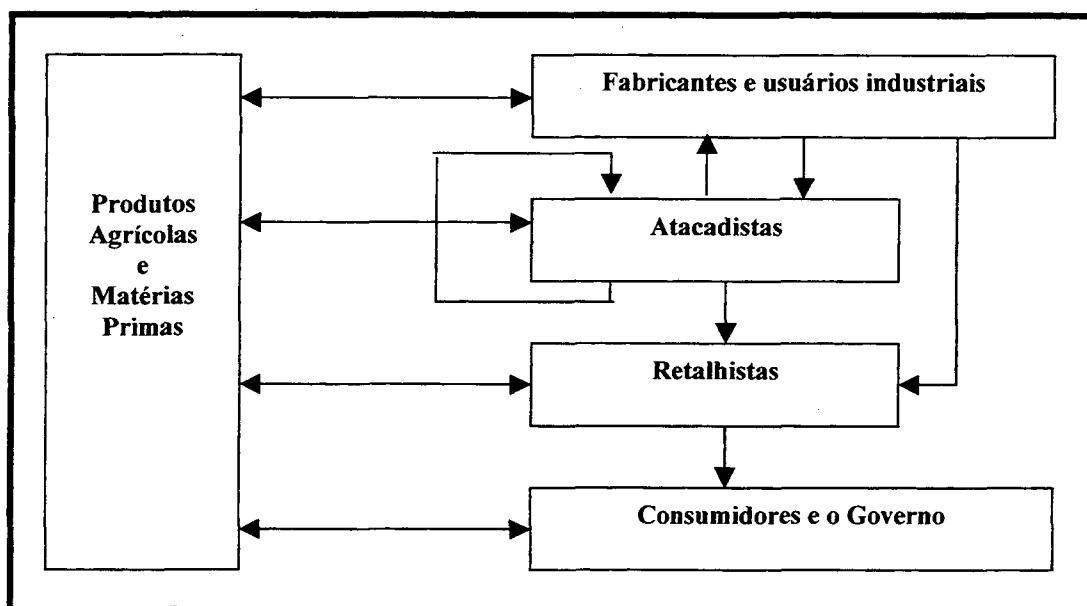 Produtos
Agrícolas
e
Matérias
Primas
Fabricantes e usuários industriais
Atacadistas
Retalhistas
Consumidores e o Governo